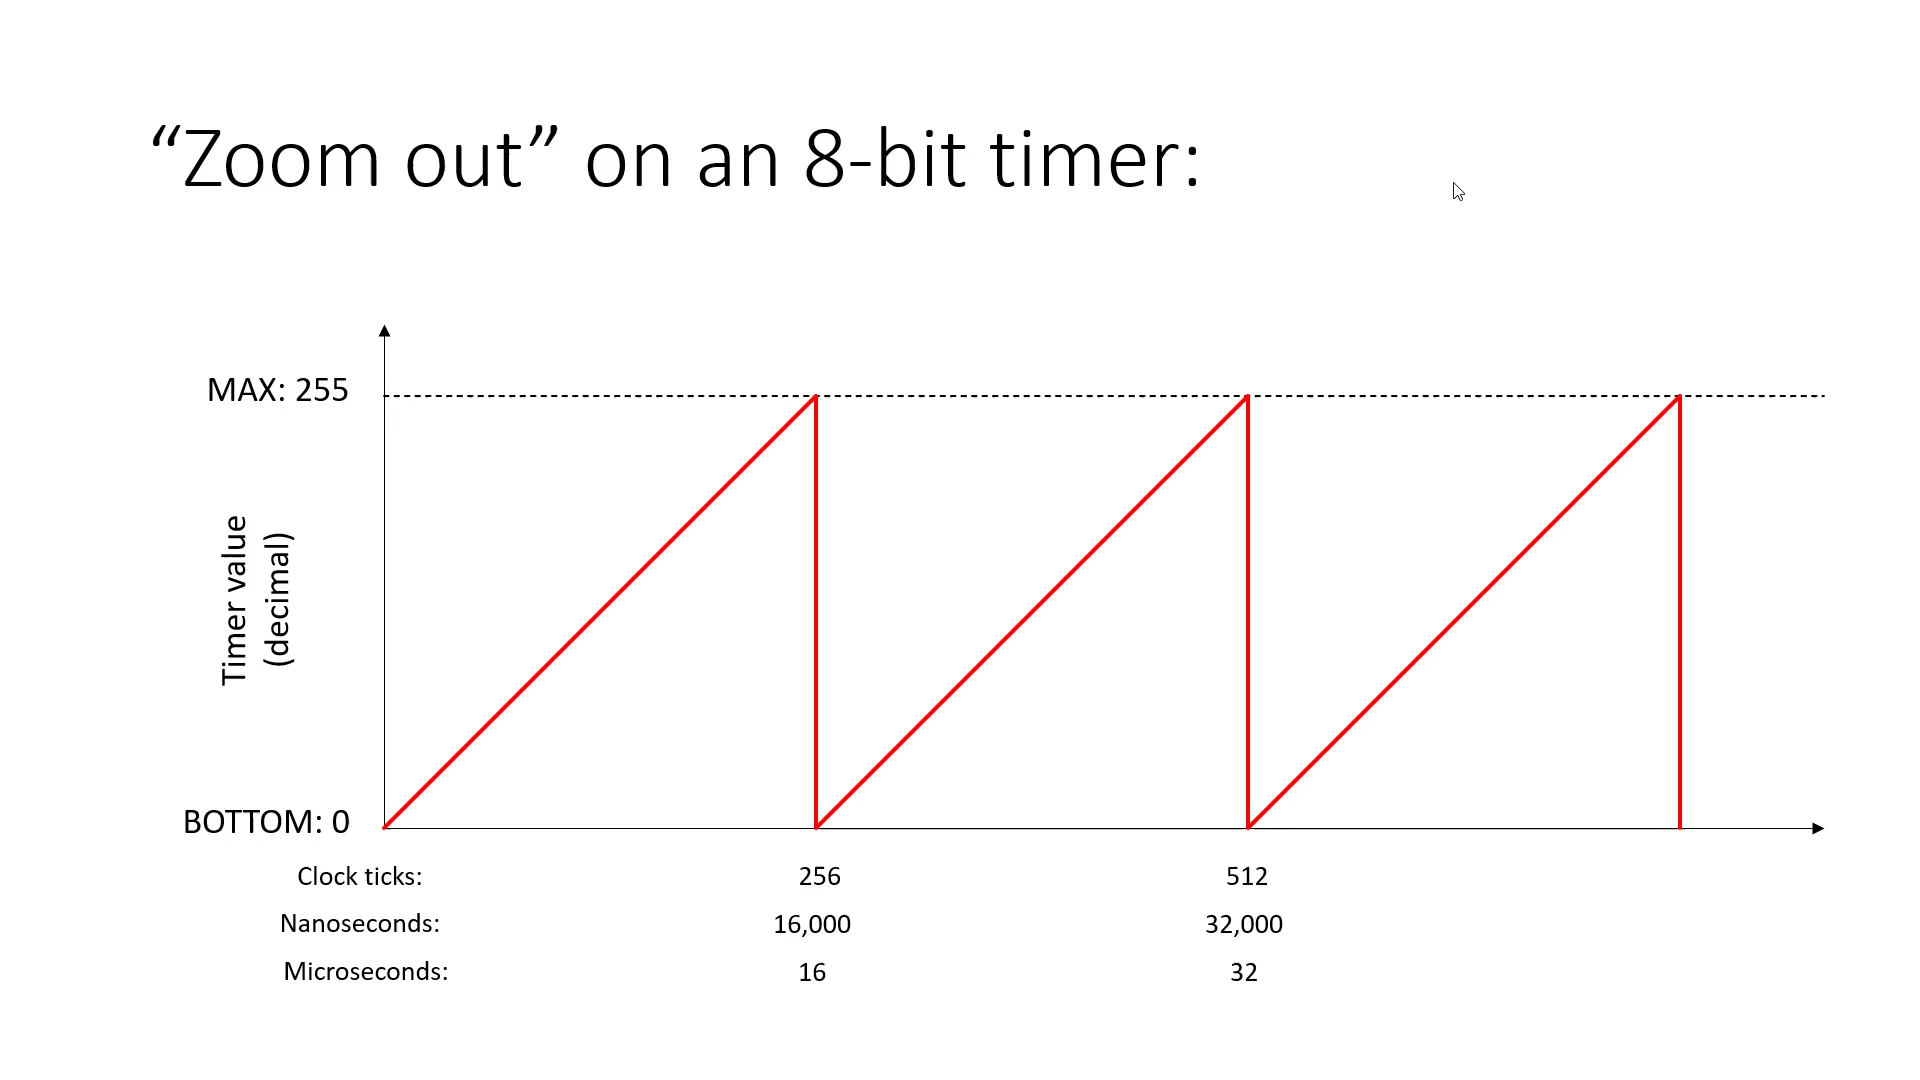 “Zoom out” on an 8-bit timer:
MAX: 255
Timer value
(decimal)
BOTTOM: 0
Clock ticks: 256 512
Nanoseconds: 16,000 32,000
Microseconds: 16 32